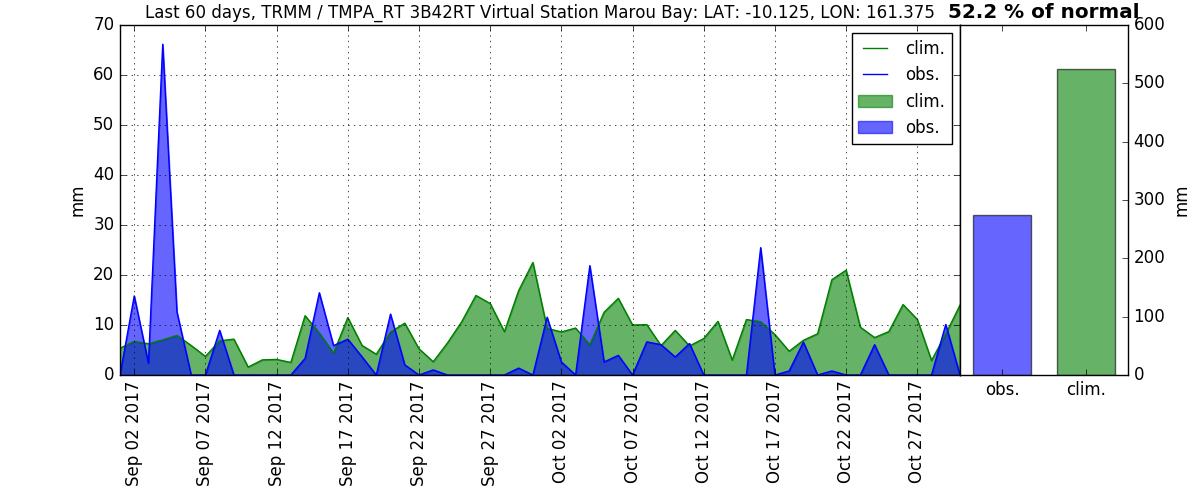 Last 60 days, TRMM / TMPA_RT 3B42RT Virtual Station Marou Bay: LAT: -10.125, LON: 161.375 52.2 % of normal
70
60
50
40
30
20
10
0
mm
clim.
obs.
clim.
obs.
600
500
400
300
200
100
0
mm
obs. clim.
Sep 02 2017
Sep 07 2017
Sep 12 2017
Sep 17 2017
Sep 22 2017
Sep 27 2017
Oct 02 2017
Oct 07 2017
Oct 12 2017
Oct 17 2017
Oct 22 2017
Oct 27 2017